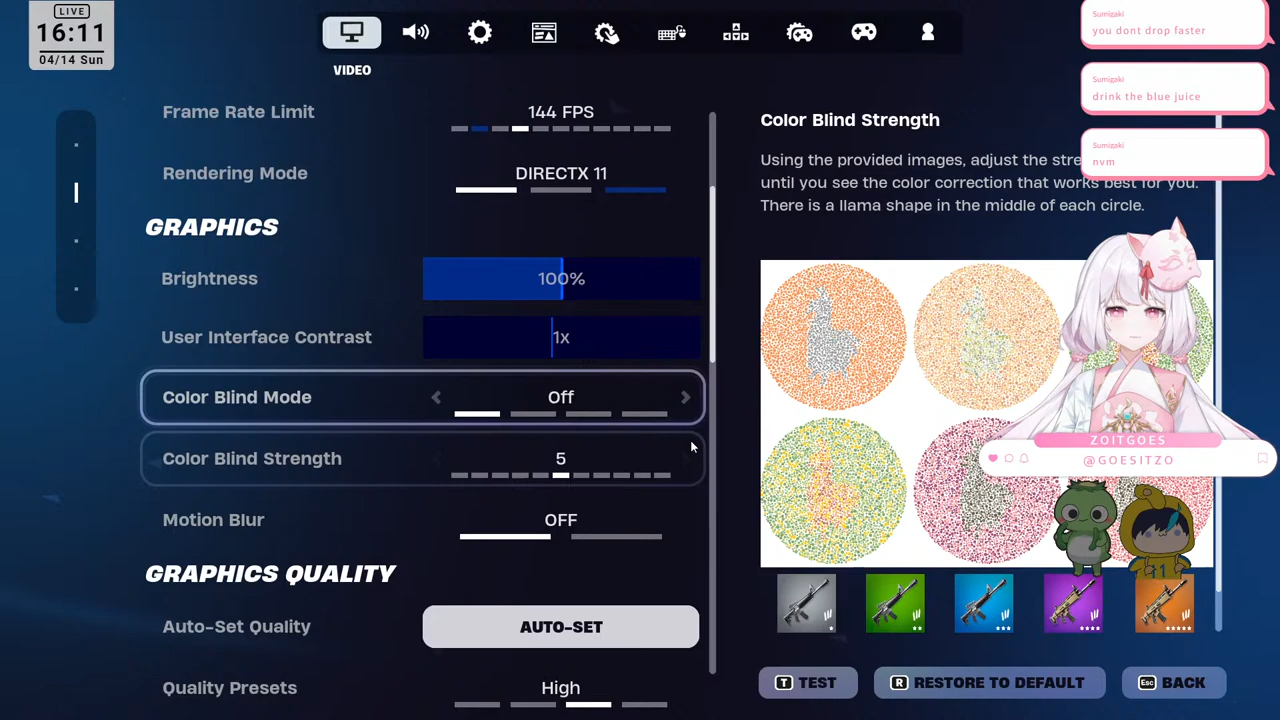 LIVE
16:11
04/14 Sun
VIDEO
Sumizaki
you dont drop faster
Sumizaki
drink the blue juice
Sumizaki
nvm
Frame Rate Limit
144 FPS
Rendering Mode
DIRECTX 11
GRAPHICS
Brightness
100%
User Interface Contrast
1x
Color Blind Mode
Off
Color Blind Strength
5
Motion Blur
OFF
GRAPHICS QUALITY
Auto-Set Quality
AUTO-SET
Quality Presets
High
Color Blind Strength
Using the provided images, adjust the
until you see the color correction that works best for you.
There is a llama shape in the middle of each circle.
ZOITGOES
@GOESITZO
T TEST
R RESTORE TO DEFAULT
Esc BACK